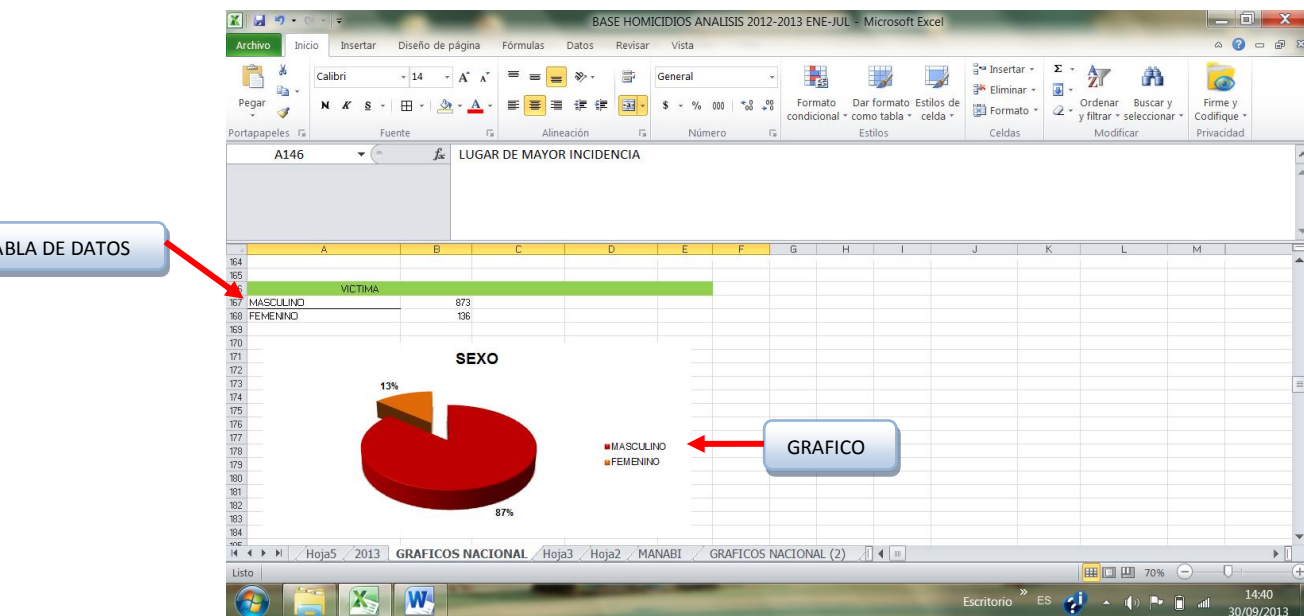 BASE HOMICIDIOS ANALISIS 2012-2013 ENE-JUL - Microsoft Excel
Archivo Inicio Insertar Diseño de página Fórmulas Datos Revisar Vista
Pegar
Calibri 14
N K S
General
$ % 000
Formato condicional
Dar formato como tabla
Estilos de celda
Insertar
Eliminar
Formato
Σ
Ordenar y filtrar
Buscar y seleccionar
Firme y Codifique
Portapapeles Fuente Alineación Número Estilos Celdas Modificar Privacidad
A146 fx LUGAR DE MAYOR INCIDENCIA
ABLA DE DATOS
A B C D E F G H I J K L M
164
165
VICTIMA
167 MASCULINO 873
168 FEMENINO 136
169
170
171
172
173
174
175
176
177
178
179
180
181
182
183
184
SEXO
13%
87%
MASCULINO
FEMENINO
GRAFICO
Hoja5 2013 GRAFICOS NACIONAL Hoja3 Hoja2 MANABI GRAFICOS NACIONAL (2)
Listo 70%
Escritorio » ES 14:40
30/09/2013